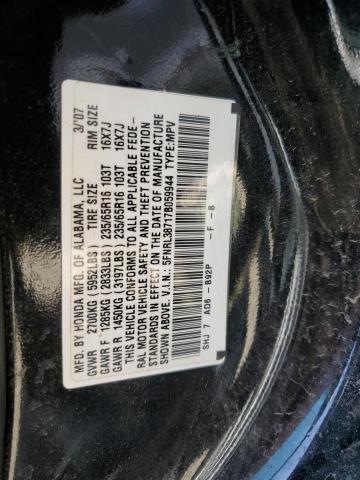 MFD. BY HONDA MFG. OF ALABAMA, LLC 3/07
GVWR 2700KG (5952LBS) TIRE SIZE RIM SIZE
GAWR F 1285KG (2833LBS) 235/65R16 103T 16X7J
GAWR R 1450KG (3197LBS) 235/65R16 103T 16X7J
THIS VEHICLE CONFORMS TO ALL APPLICABLE FEDE-
RAL MOTOR VEHICLE SAFETY AND THEFT PREVENTION
STANDARDS IN EFFECT ON THE DATE OF MANUFACTURE
SHOWN ABOVE. V.I.N.: 5FNRL38717B059944 TYPE:MPV
SHJ 7 AD6 -B92P -F -B